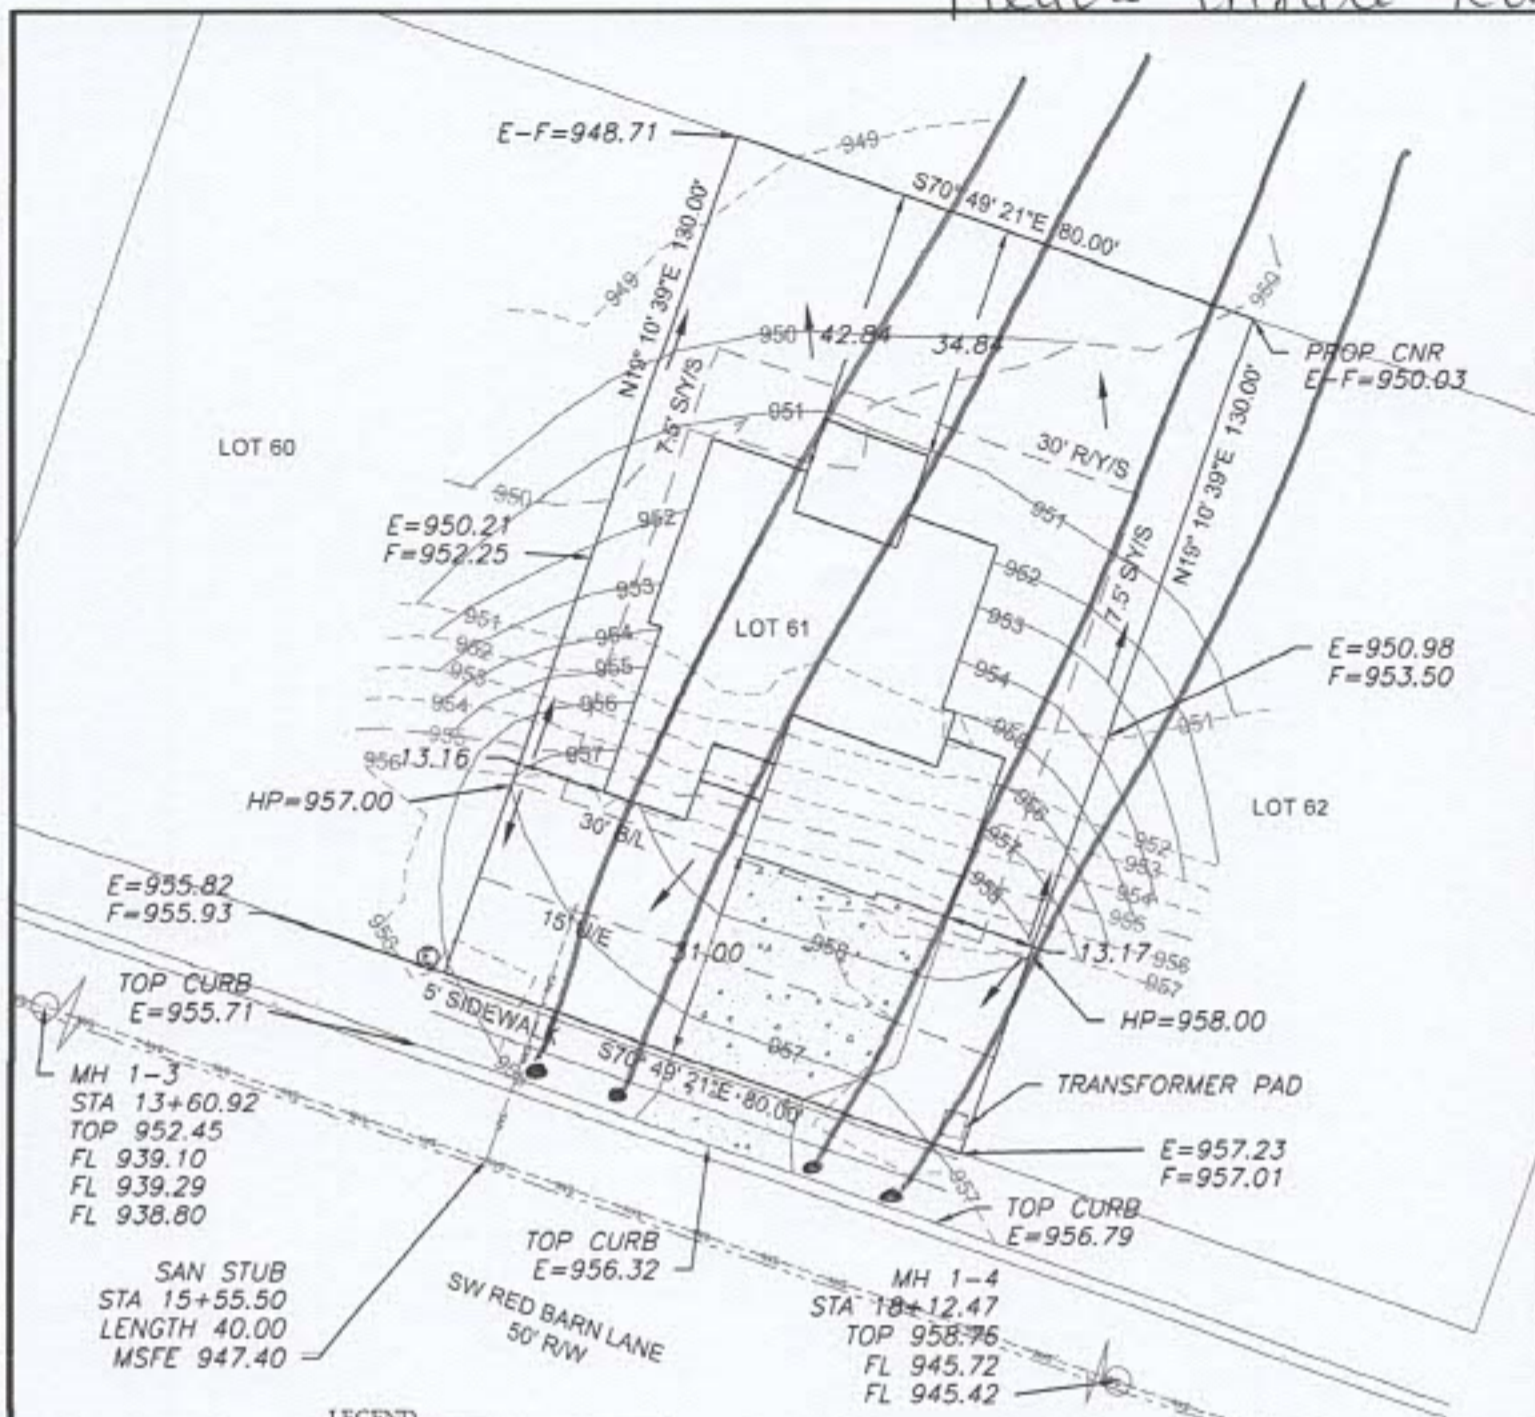 E-F=948.71
949
S70° 49' 21"E 80.00'
N19° 10' 39"E 130.00'
949
950
42.84
34.84
PROP CNR
E-F=950.03
7.5' S/Y/S
951
30' R/Y/S
N19° 10' 39"E 130.00'
LOT 60
950
951
E=950.21
F=952.25
952
952
7.5' S/Y/S
953
951
953
LOT 61
954
952
E=950.98
F=953.50
955
953
954
956
954
951
955
957
956
13.16
HP=957.00
30' B/L
LOT 62
957
952
953
954
955
E=955.82
F=955.93
956
15' U/E
31.00
958
13.17
956
957
TOP CURB
E=955.71
5' SIDEWALK
HP=958.00
S70° 49' 21"E 80.00'
957
TRANSFORMER PAD
MH 1-3
STA 13+60.92
TOP 952.45
FL 939.10
FL 939.29
FL 938.80
E=957.23
F=957.01
957
TOP CURB
E=956.79
TOP CURB
E=956.32
SAN STUB
STA 15+55.50
LENGTH 40.00
MSFE 947.40
SW RED BARN LANE
50' R/W
MH 1-4
STA 18+12.47
TOP 958.76
FL 945.72
FL 945.42
LEGEND